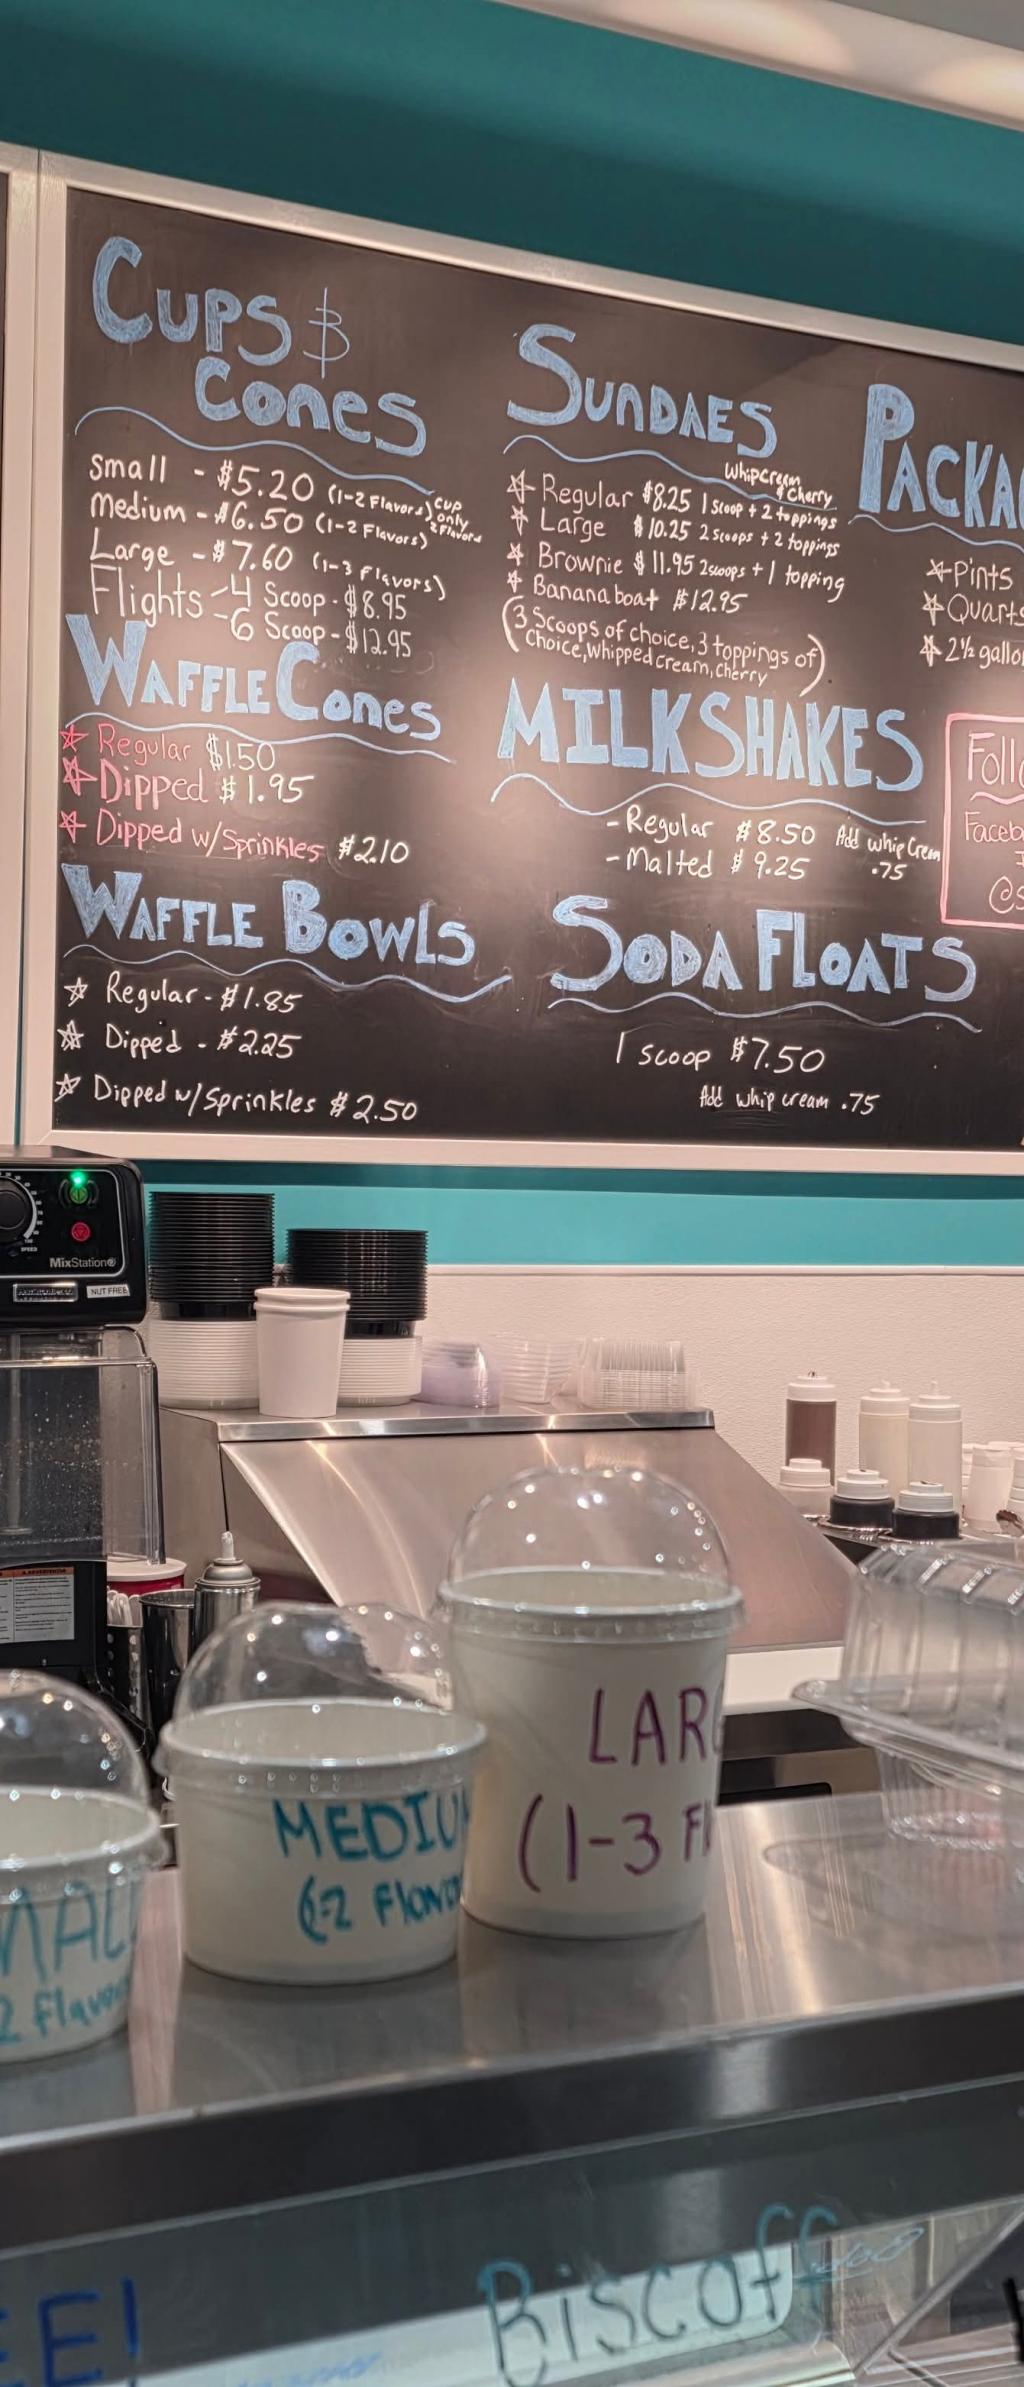 CUPS &
CONES
Small - $5.20 (1-2 Flavors) cup only 2 Flavors
Medium - $6.50 (1-2 Flavors)
Large - $7.60 (1-3 Flavors)
Flights - 4 Scoop - $8.95
- 6 Scoop - $12.95
WAFFLE CONES
Regular $1.50
Dipped $1.95
Dipped w/Sprinkles $2.10
WAFFLE BOWLS
Regular - $1.85
Dipped - $2.25
Dipped w/Sprinkles $2.50
SUNDAES
Whipcream & Cherry
Regular $8.25 1 scoop + 2 toppings
Large $10.25 2 scoops + 2 toppings
Brownie $11.95 2 scoops + 1 topping
Banana boat $12.95
(3 Scoops of choice, 3 toppings of
Choice, whipped cream, cherry)
MILKSHAKES
- Regular $8.50 Add whip Cream
- Malted $9.25 .75
SODA FLOATS
1 scoop $7.50
Add whip cream .75
PACKA
Pints
Quarts
2½ gallo
Foll
Faceb
@s
MixStation®
NUT FREE
LAR
(1-3 Fl
MEDIU
(1-2 Flavo
MALL
2 Flavo
EE!
Biscoff